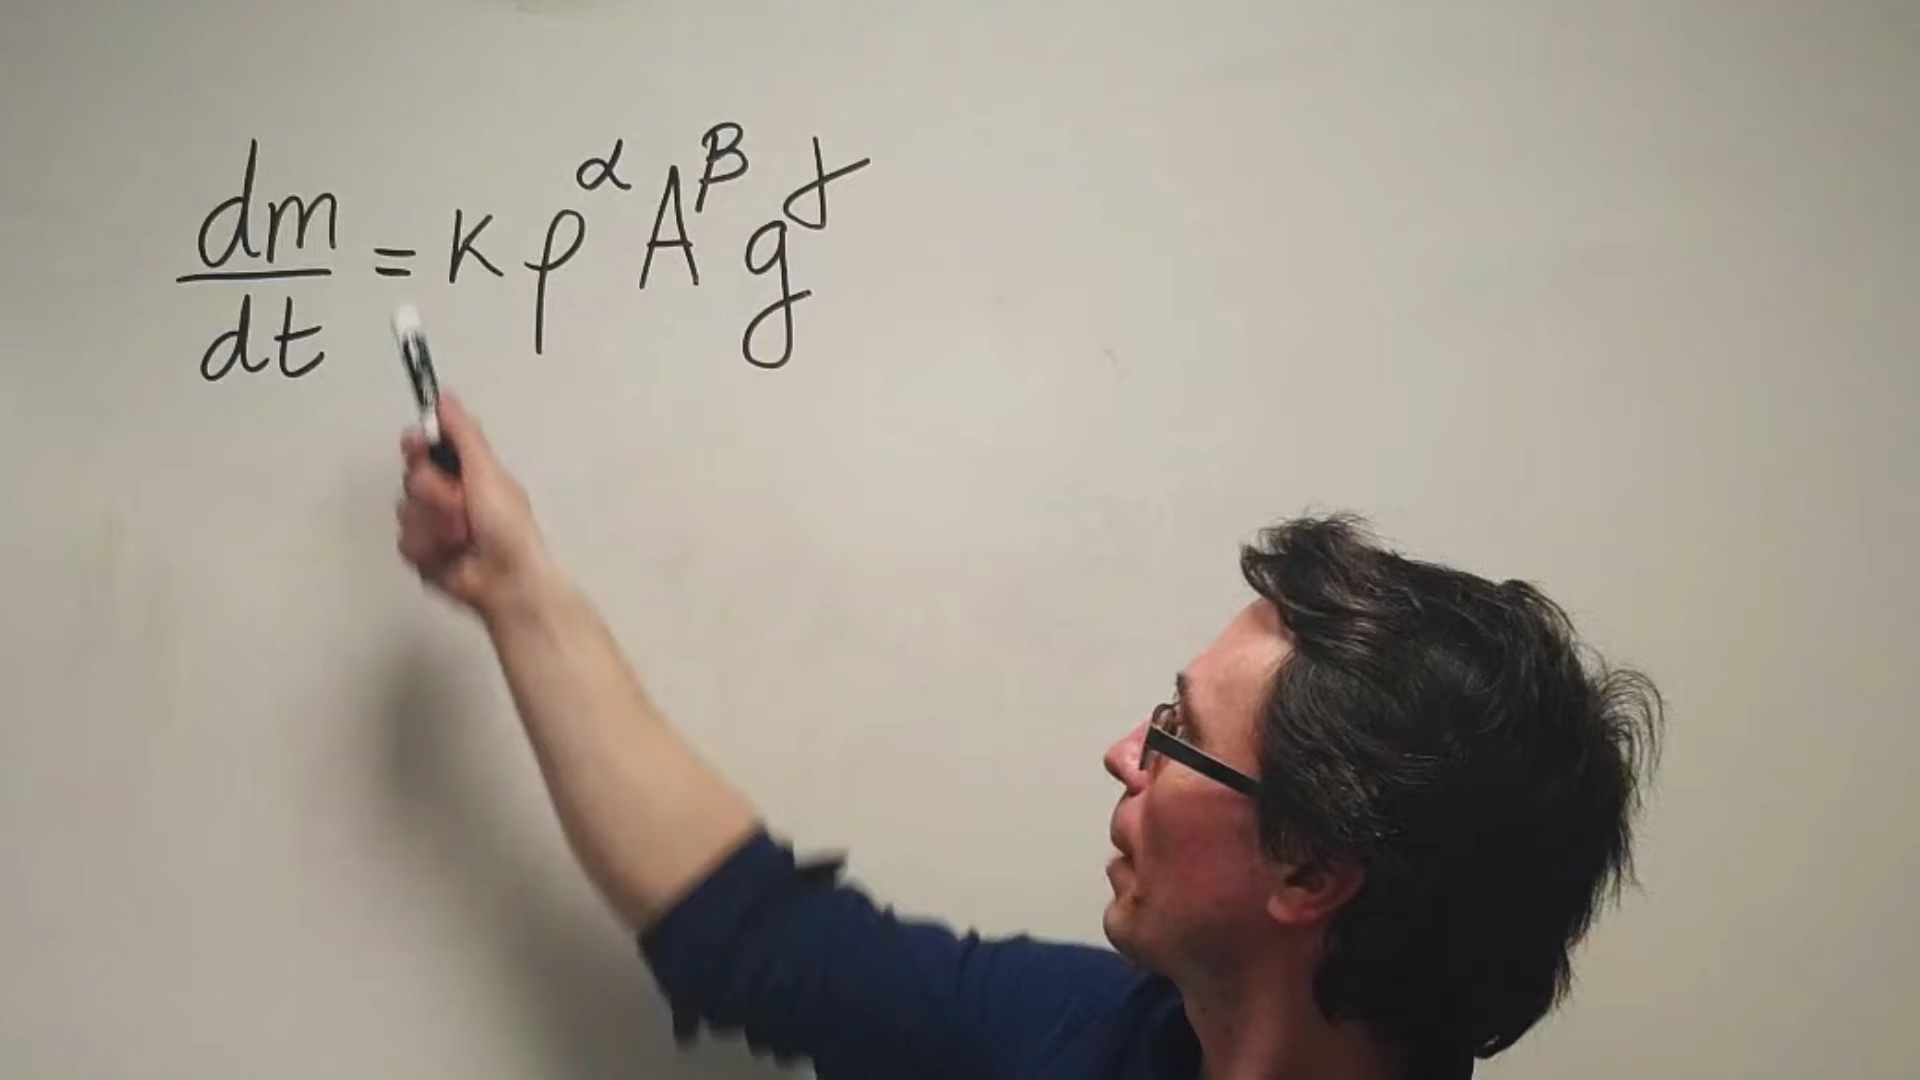 dm/dt = k ρ^α A^β g^γ